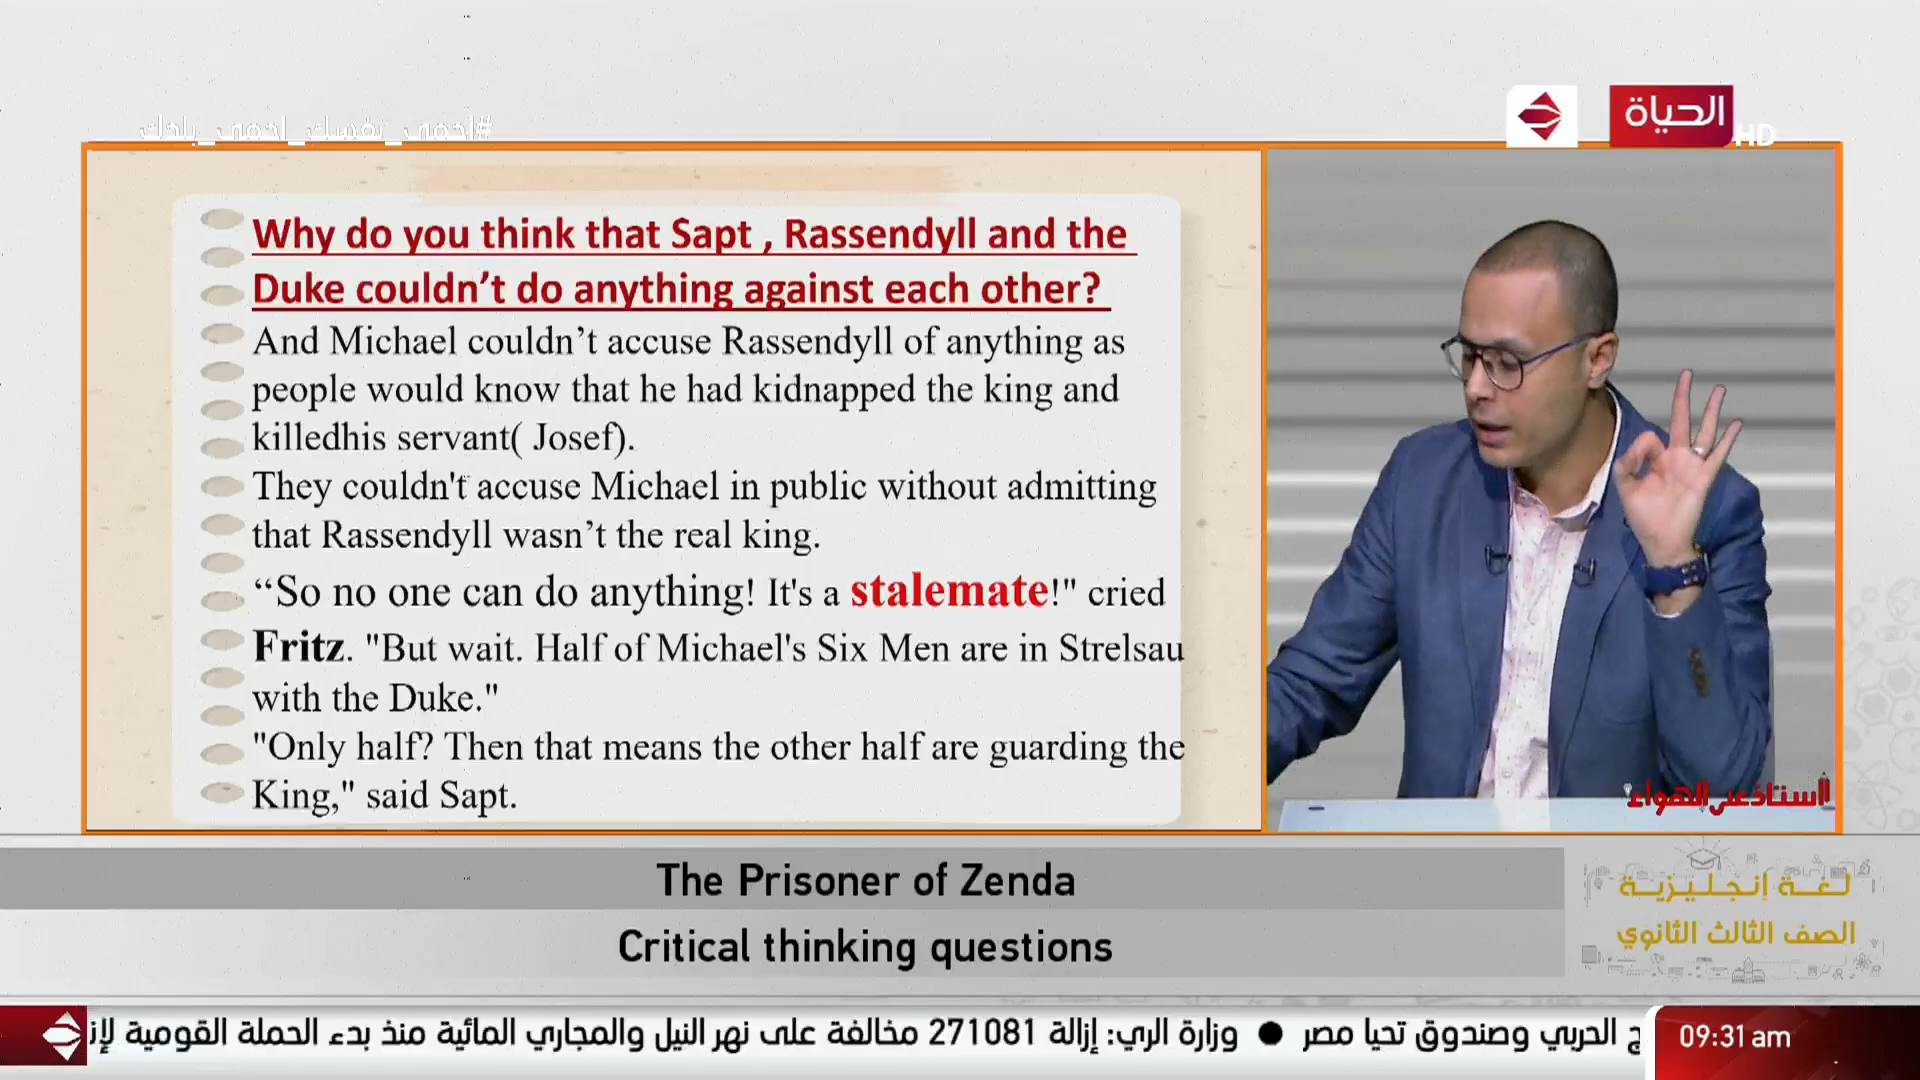 #احمي_نفسك_احمي_بلدك
الحياة
HD
Why do you think that Sapt , Rassendyll and the
Duke couldn’t do anything against each other?
And Michael couldn’t accuse Rassendyll of anything as
people would know that he had kidnapped the king and
killedhis servant( Josef).
They couldn't accuse Michael in public without admitting
that Rassendyll wasn’t the real king.
“So no one can do anything! It's a stalemate!" cried
Fritz. "But wait. Half of Michael's Six Men are in Strelsau
with the Duke."
"Only half? Then that means the other half are guarding the
King," said Sapt.
أستاذ على الهواء
The Prisoner of Zenda
Critical thinking questions
لغة إنجليزية
الصف الثالث الثانوي
ج الحربي وصندوق تحيا مصر ● وزارة الري: إزالة 271081 مخالفة على نهر النيل والمجاري المائية منذ بدء الحملة القومية لإنـ
09:31 am